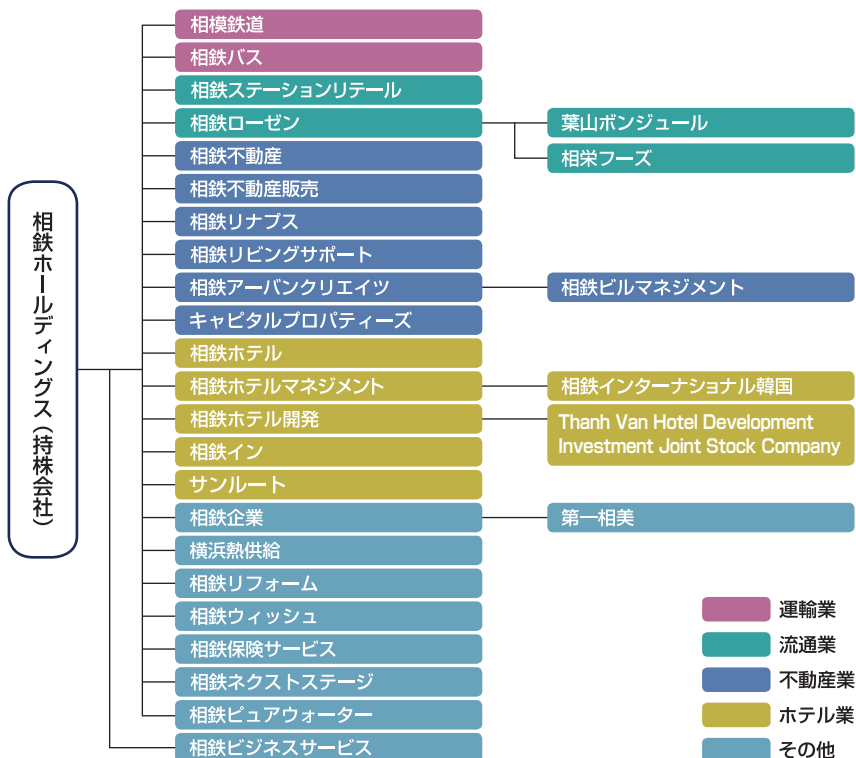 相鉄ホールディングス（持株会社）
相模鉄道
相鉄バス
相鉄ステーションリテール
相鉄ローゼン
葉山ボンジュール
相栄フーズ
相鉄不動産
相鉄不動産販売
相鉄リナプス
相鉄リビングサポート
相鉄アーバンクリエイツ
相鉄ビルマネジメント
キャピタルプロパティーズ
相鉄ホテル
相鉄ホテルマネジメント
相鉄インターナショナル韓国
相鉄ホテル開発
Thanh Van Hotel Development
Investment Joint Stock Company
相鉄イン
サンルート
相鉄企業
第一相美
横浜熱供給
相鉄リフォーム
相鉄ウィッシュ
相鉄保険サービス
相鉄ネクストステージ
相鉄ピュアウォーター
相鉄ビジネスサービス
運輸業
流通業
不動産業
ホテル業
その他